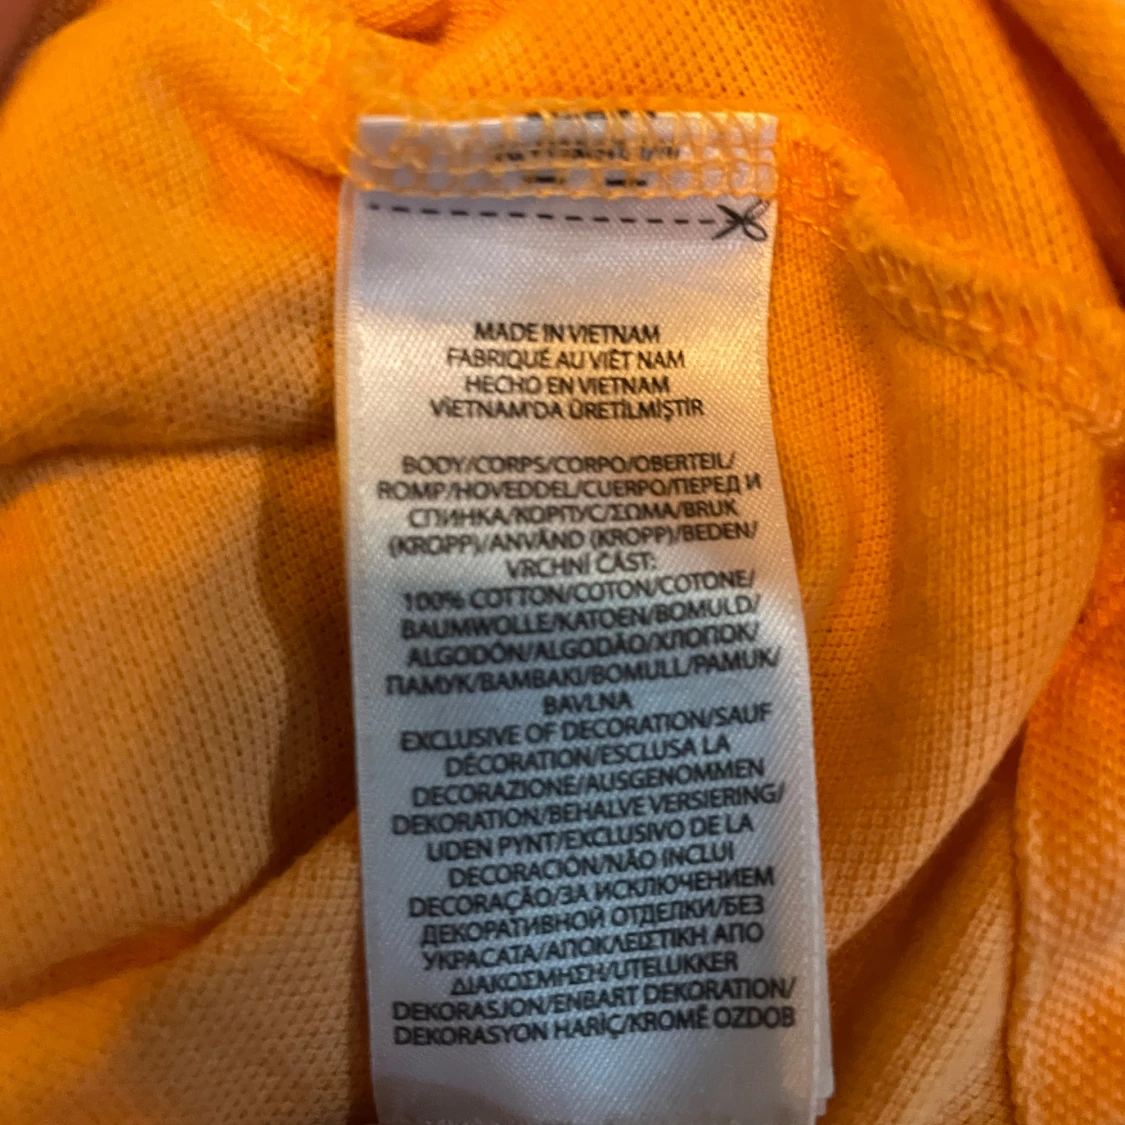 MADE IN VIETNAM
FABRIQUÉ AU VIÊT NAM
HECHO EN VIETNAM
VİETNAM'DA ÜRETİLMİŞTİR
BODY/CORPS/CORPO/OBERTEIL/
ROMP/HOVEDDEL/CUERPO/ПЕРЕД И
СПИНКА/КОРПУС/ΣΩΜΑ/BRUK
(KROPP)/ANVÄND (KROPP)/BEDEN/
VRCHNÍ ČÁST:
100% COTTON/COTON/COTONE/
BAUMWOLLE/KATOEN/BOMULD/
ALGODÓN/ALGODÃO/ХЛОПОК/
ПАМУК/ΒΑΜΒΑΚΙ/BOMULL/PAMUK/
BAVLNA
EXCLUSIVE OF DECORATION/SAUF
DÉCORATION/ESCLUSA LA
DECORAZIONE/AUSGENOMMEN
DEKORATION/BEHALVE VERSIERING/
UDEN PYNT/EXCLUSIVO DE LA
DECORACIÓN/NÃO INCLUI
DECORAÇÃO/ЗА ИСКЛЮЧЕНИЕМ
ДЕКОРАТИВНОЙ ОТДЕЛКИ/БЕЗ
УКРАСАТА/ΑΠΟΚΛΕΙΣΤΙΚΗ ΑΠΟ
ΔΙΑΚΟΣΜΗΣΗ/UTELUKKER
DEKORASJON/ENBART DEKORATION/
DEKORASYON HARİÇ/KROMĚ OZDOB